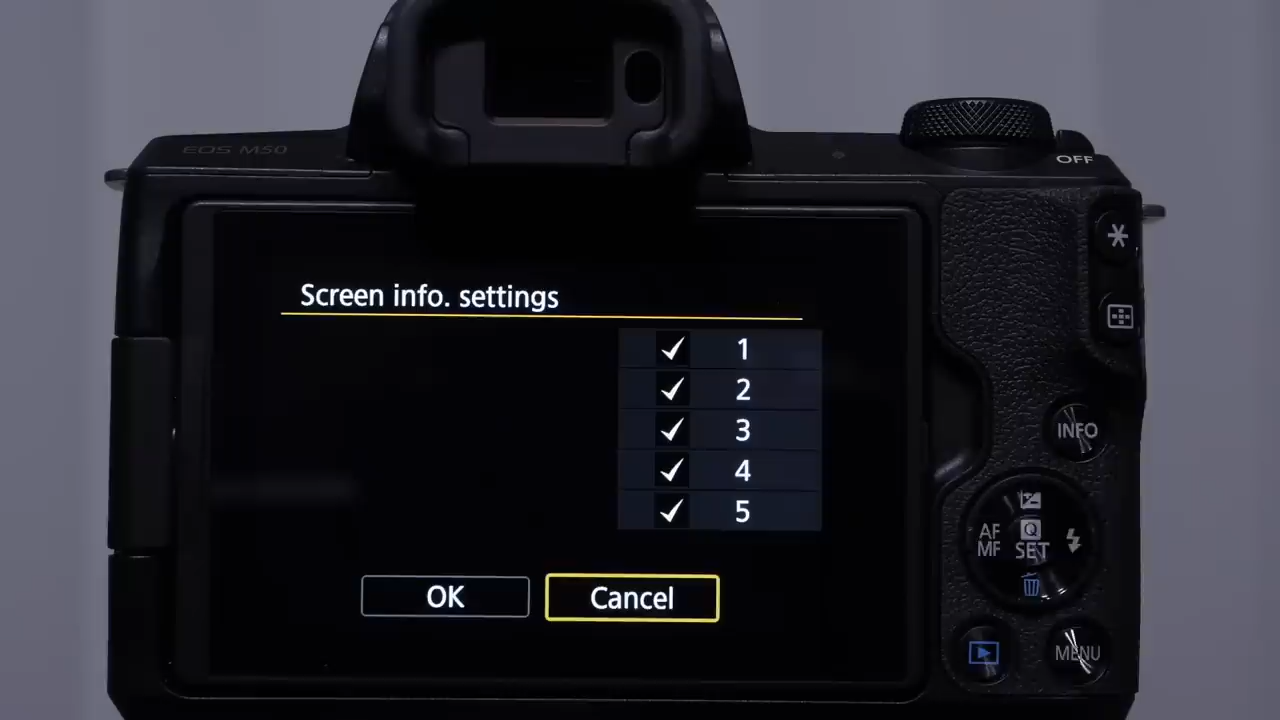 EOS M50
OFF
Screen info. settings
1
2
3
4
5
OK
Cancel
INFO
AF
MF
Q
SET
MENU